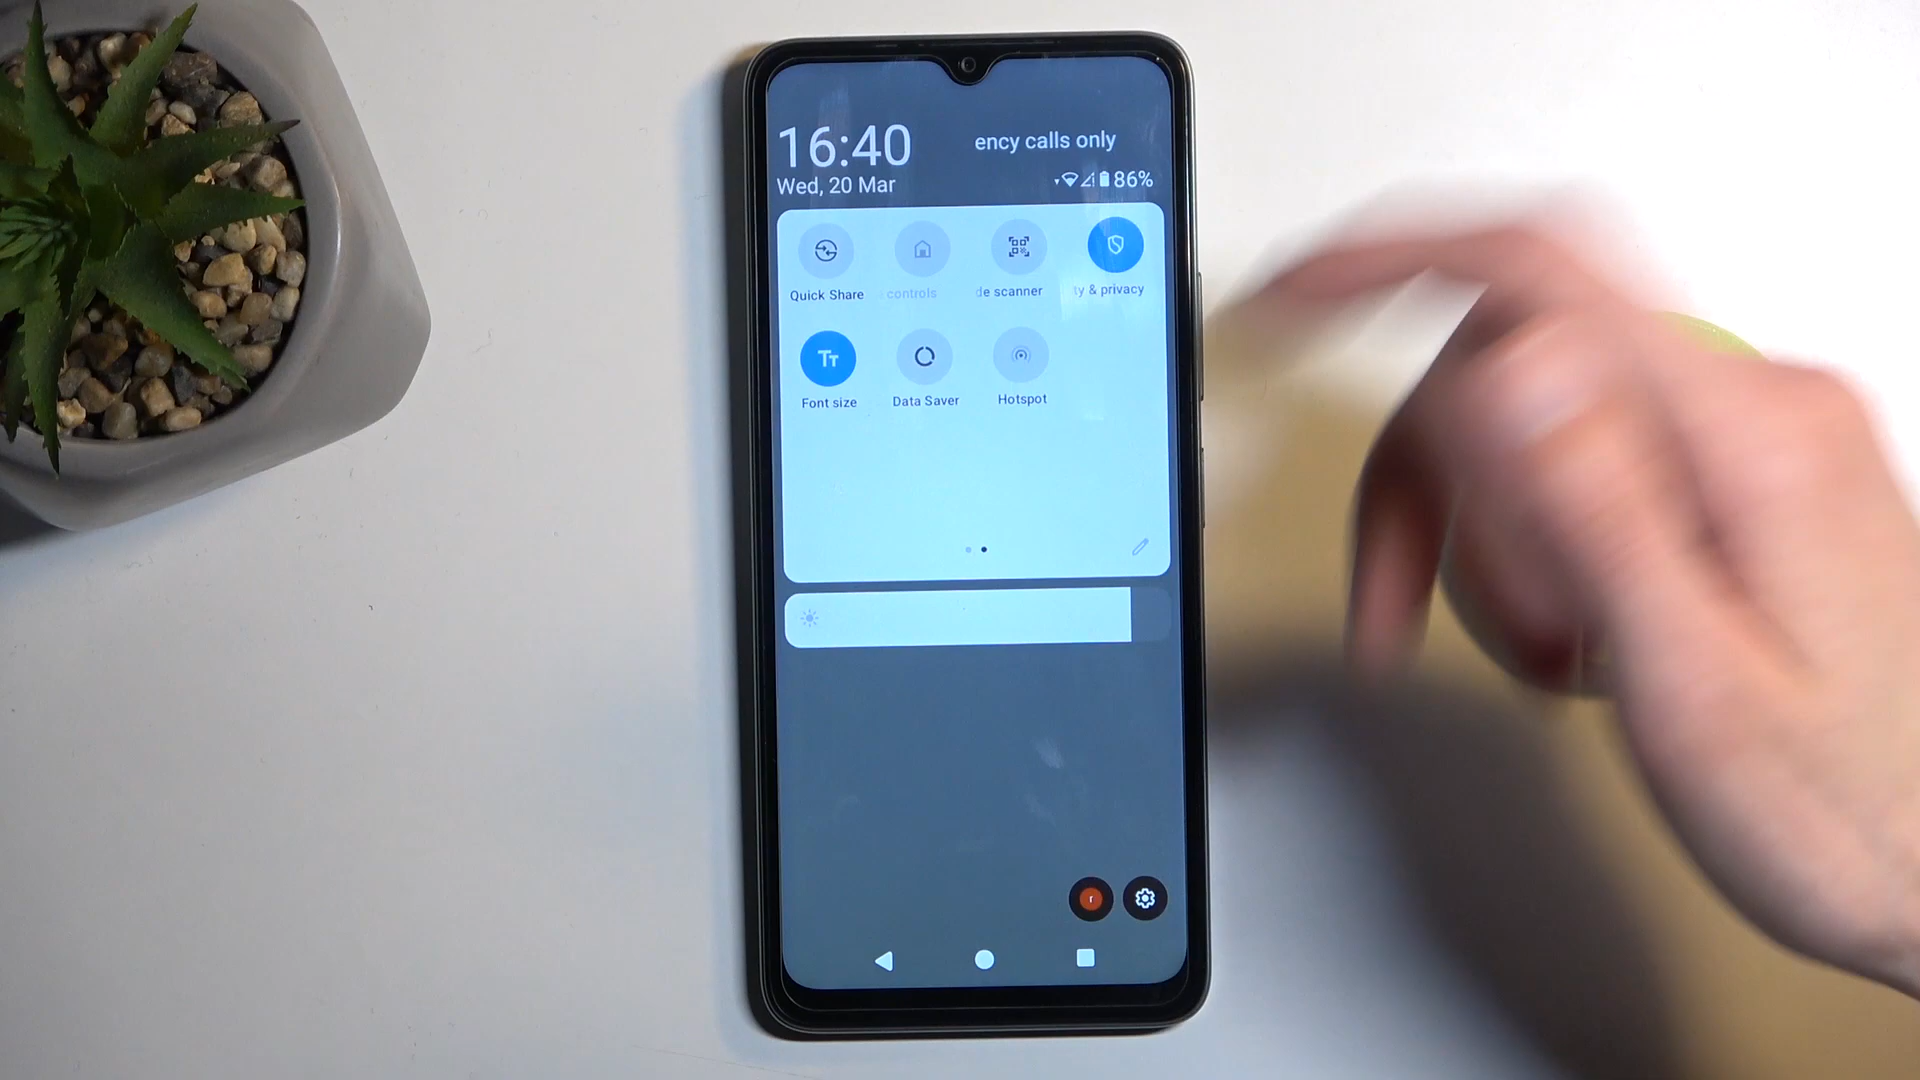 16:40
ency calls only
Wed, 20 Mar
86%
Quick Share
controls
de scanner
ty & privacy
Font size
Data Saver
Hotspot
r